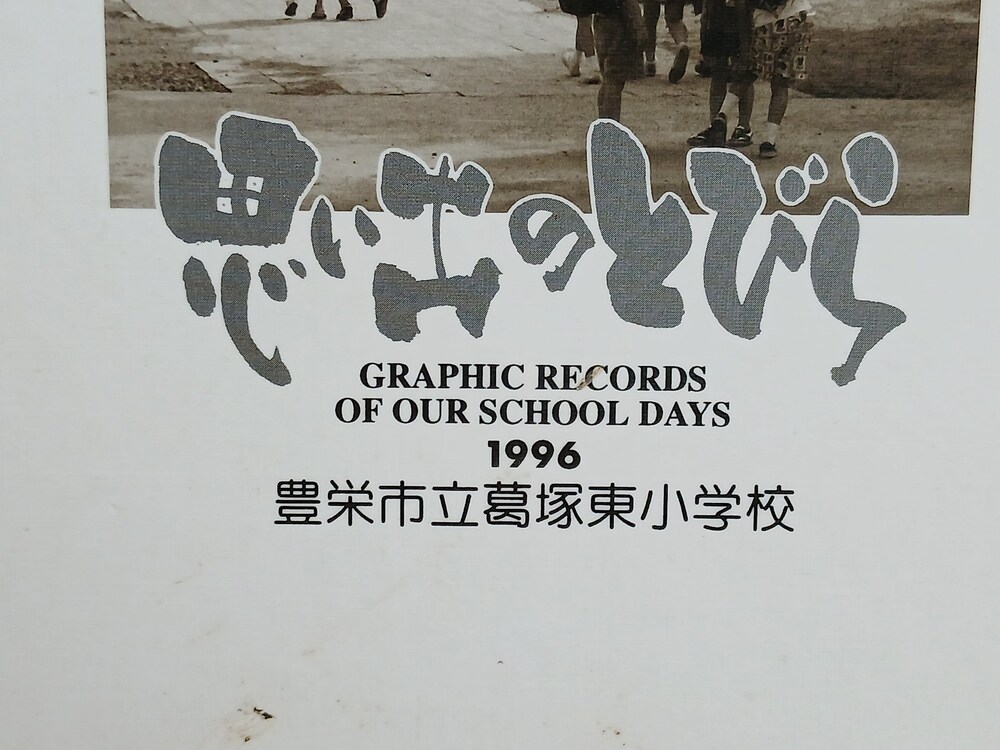 思い出のとびら
GRAPHIC RECORDS
OF OUR SCHOOL DAYS
1996
豊栄市立葛塚東小学校